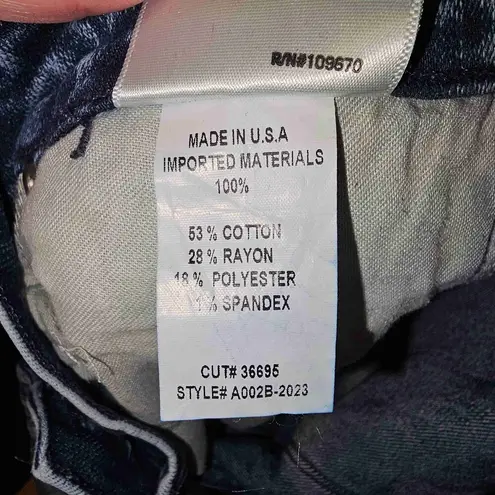 R/N#109670
MADE IN U.S.A
IMPORTED MATERIALS
100%
53% COTTON
28% RAYON
18% POLYESTER
1% SPANDEX
CUT# 36695
STYLE# A002B-2023